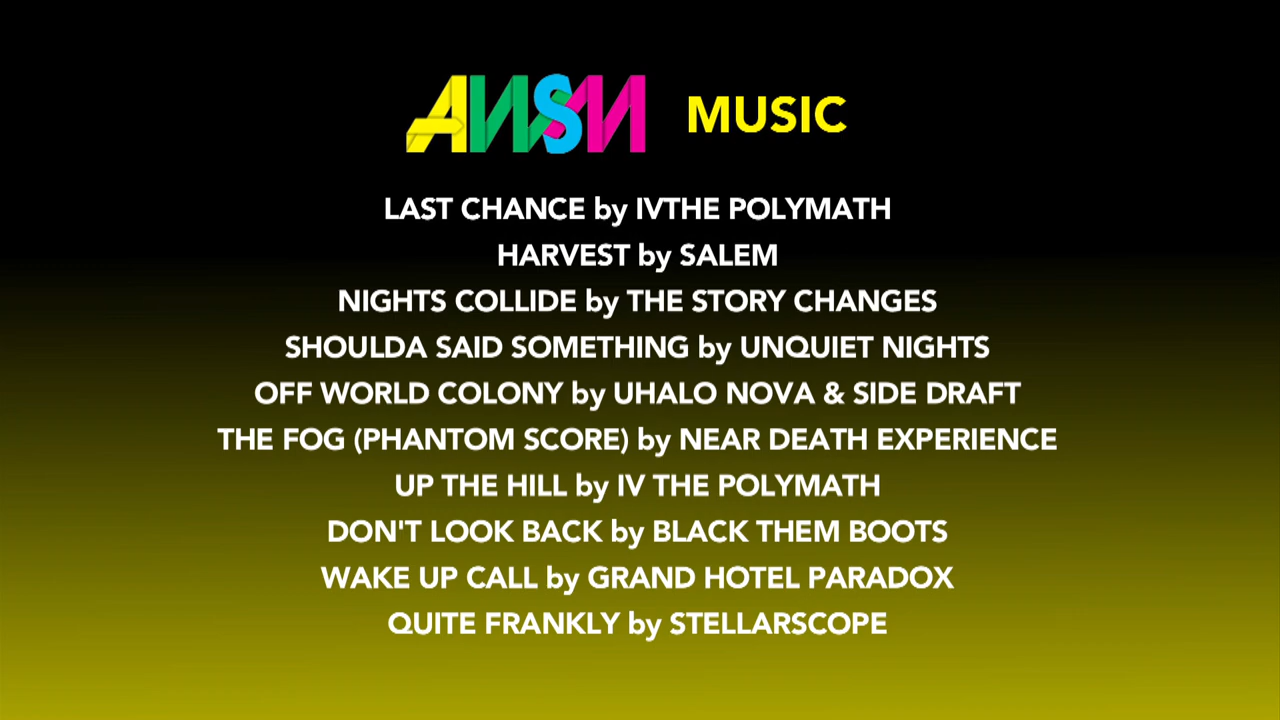 AWSM MUSIC
LAST CHANCE by IVTHE POLYMATH
HARVEST by SALEM
NIGHTS COLLIDE by THE STORY CHANGES
SHOULDA SAID SOMETHING by UNQUIET NIGHTS
OFF WORLD COLONY by UHALO NOVA & SIDE DRAFT
THE FOG (PHANTOM SCORE) by NEAR DEATH EXPERIENCE
UP THE HILL by IV THE POLYMATH
DON'T LOOK BACK by BLACK THEM BOOTS
WAKE UP CALL by GRAND HOTEL PARADOX
QUITE FRANKLY by STELLARSCOPE